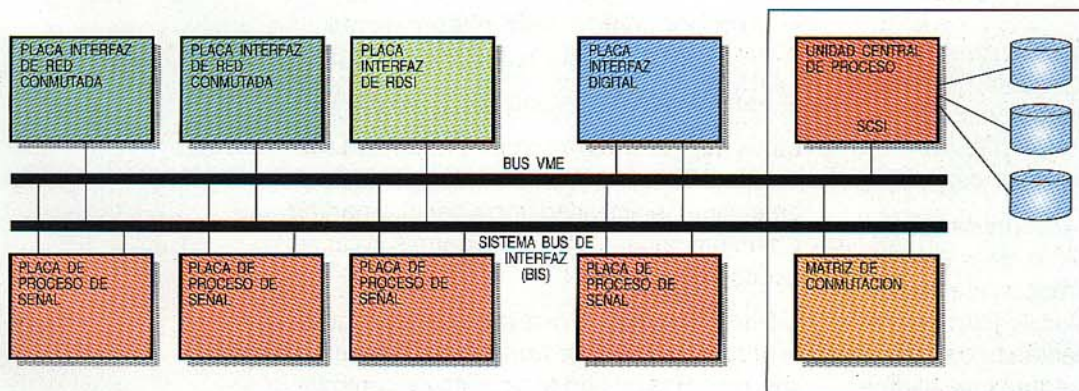 PLACA INTERFAZ
DE RED
CONMUTADA
PLACA INTERFAZ
DE RED
CONMUTADA
PLACA
INTERFAZ
DE RDSI
PLACA
INTERFAZ
DIGITAL
UNIDAD CENTRAL
DE PROCESO
SCSI
BUS VME
SISTEMA BUS DE
INTERFAZ
(BIS)
PLACA DE
PROCESO DE
SEÑAL
PLACA DE
PROCESO DE
SEÑAL
PLACA DE
PROCESO DE
SEÑAL
PLACA DE
PROCESO DE
SEÑAL
MATRIZ DE
CONMUTACION